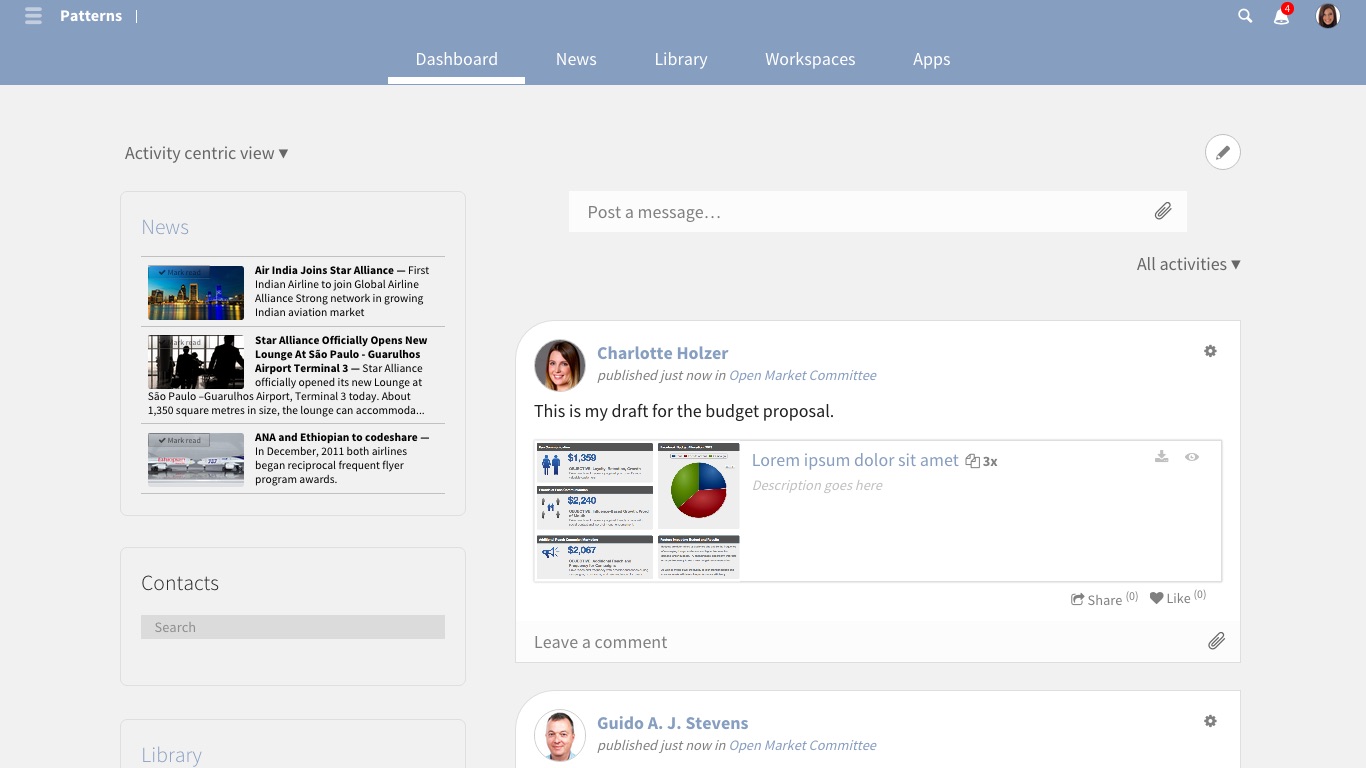 Patterns |
4
Dashboard News Library Workspaces Apps
Activity centric view ▾
News
Mark read
Air India Joins Star Alliance — First
Indian Airline to join Global Airline
Alliance Strong network in growing
Indian aviation market
Mark read
Star Alliance Officially Opens New
Lounge At São Paulo - Guarulhos
Airport Terminal 3 — Star Alliance
officially opened its new Lounge at
São Paulo –Guarulhos Airport, Terminal 3 today. About
1,350 square metres in size, the lounge can accommoda...
Mark read
ANA and Ethiopian to codeshare —
In December, 2011 both airlines
began reciprocal frequent flyer
program awards.
Contacts
Search
Library
Post a message…
All activities ▾
Charlotte Holzer
published just now in Open Market Committee
This is my draft for the budget proposal.
$1,359
$2,240
$2,067
Lorem ipsum dolor sit amet 3x
Description goes here
Share (0) Like (0)
Leave a comment
Guido A. J. Stevens
published just now in Open Market Committee